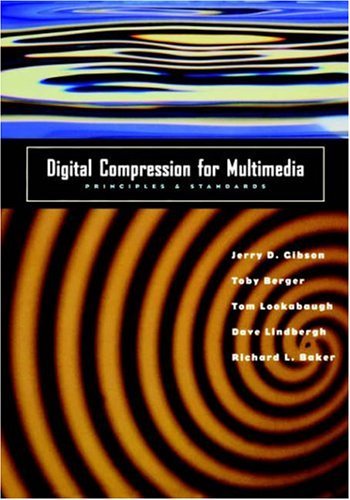 Digital Compression for Multimedia
PRINCIPLES & STANDARDS
Jerry D. Gibson
Toby Berger
Tom Lookabaugh
Dave Lindbergh
Richard L. Baker